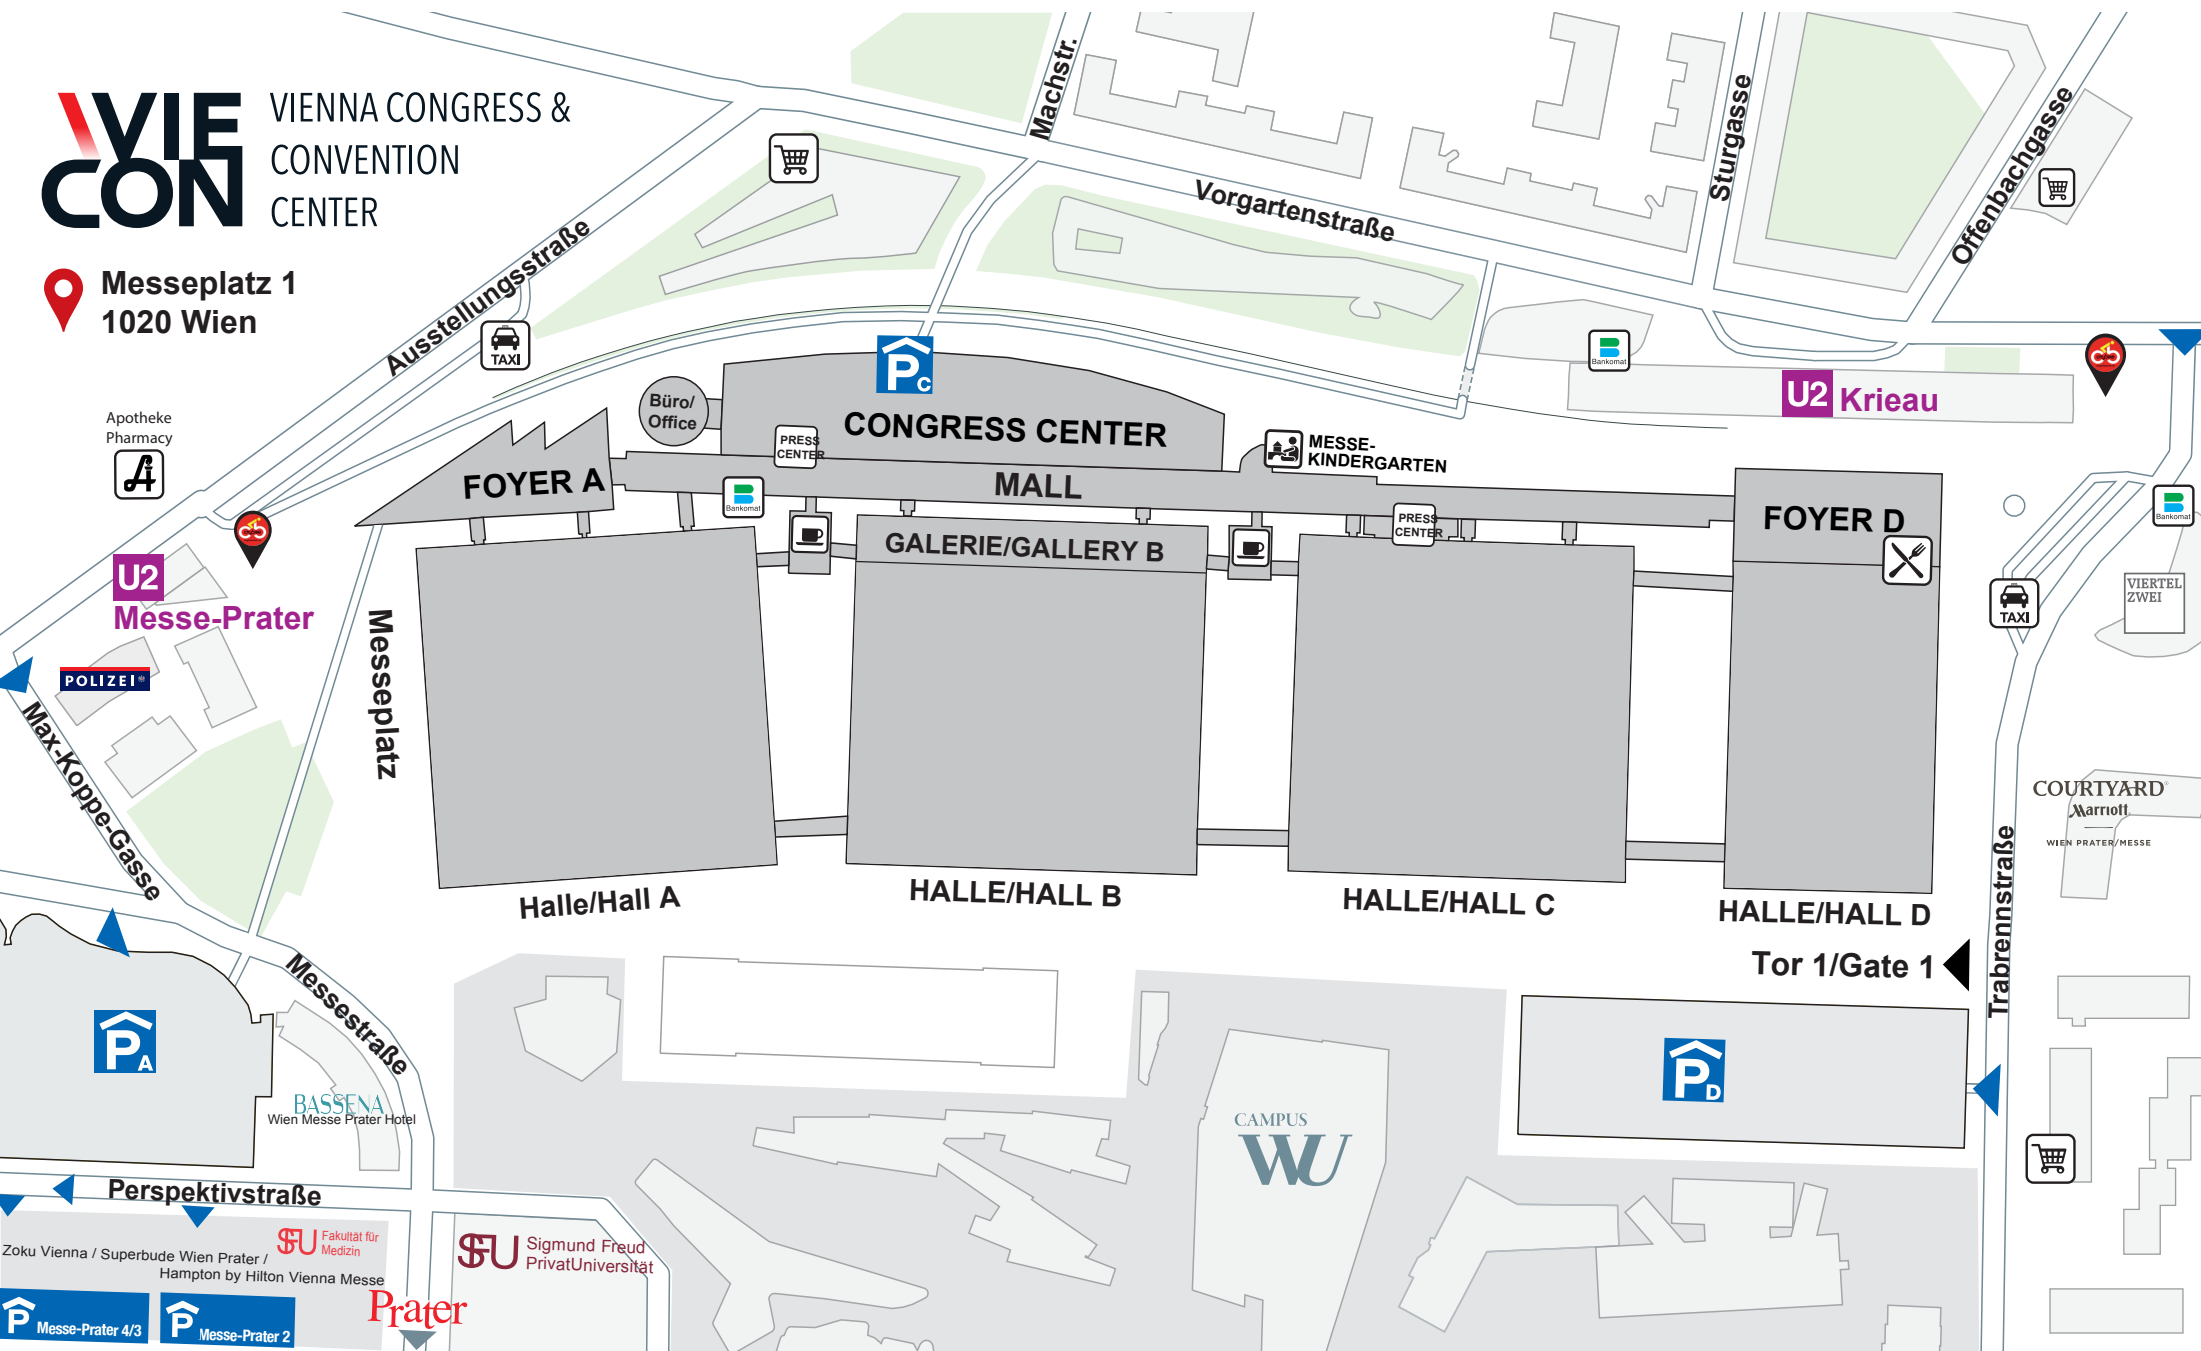 VIE
CON
VIENNA CONGRESS &
CONVENTION
CENTER
Messeplatz 1
1020 Wien
Machstr.
Sturgasse
Offenbachgasse
Vorgartenstraße
Ausstellungsstraße
TAXI
Apotheke
Pharmacy
A
Büro/
Office
P C
CONGRESS CENTER
PRESS
CENTER
MESSE-
KINDERGARTEN
Bankomat
U2 Krieau
FOYER A
MALL
Bankomat
PRESS
CENTER
FOYER D
Bankomat
GALERIE/GALLERY B
U2
Messe-Prater
POLIZEI
Messeplatz
Max-Koppe-Gasse
TAXI
VIERTEL
ZWEI
COURTYARD
Marriott
WIEN PRATER/MESSE
Trabrennstraße
Halle/Hall A
HALLE/HALL B
HALLE/HALL C
HALLE/HALL D
Tor 1/Gate 1
Messestraße
P A
P D
BASSENA
Wien Messe Prater Hotel
CAMPUS
WU
Perspektivstraße
SFU Fakultät für
Medizin
Zoku Vienna / Superbude Wien Prater /
Hampton by Hilton Vienna Messe
SFU Sigmund Freud
PrivatUniversität
Prater
P Messe-Prater 4/3
P Messe-Prater 2